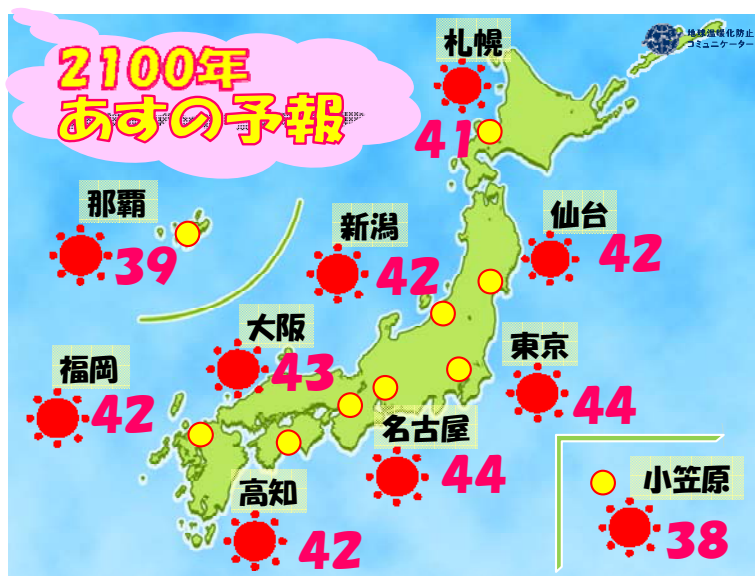 2100年
あすの予報
地球温暖化防止
コミュニケーター
札幌
41
那覇
39
新潟
42
仙台
42
大阪
43
東京
44
福岡
42
名古屋
44
高知
42
小笠原
38